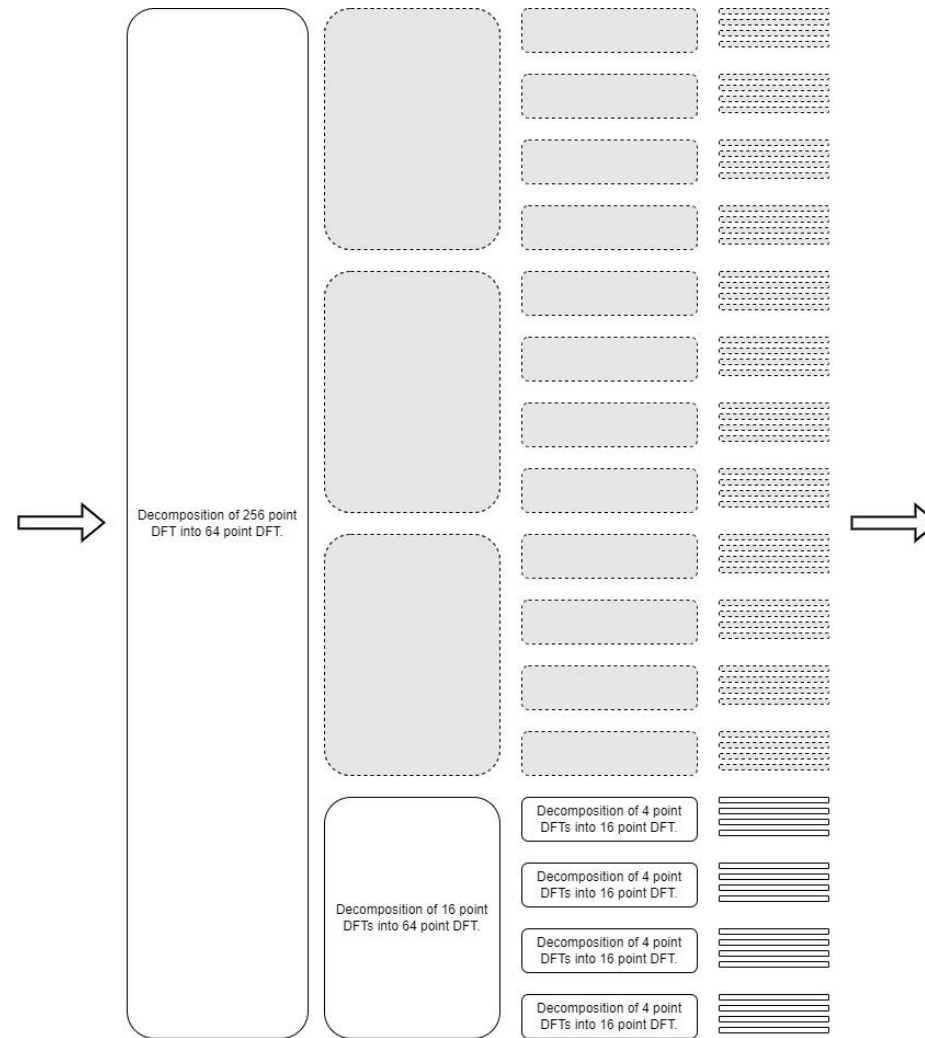 Decomposition of 256 point
DFT into 64 point DFT.
Decomposition of 16 point
DFTs into 64 point DFT.
Decomposition of 4 point
DFTs into 16 point DFT.
Decomposition of 4 point
DFTs into 16 point DFT.
Decomposition of 4 point
DFTs into 16 point DFT.
Decomposition of 4 point
DFTs into 16 point DFT.